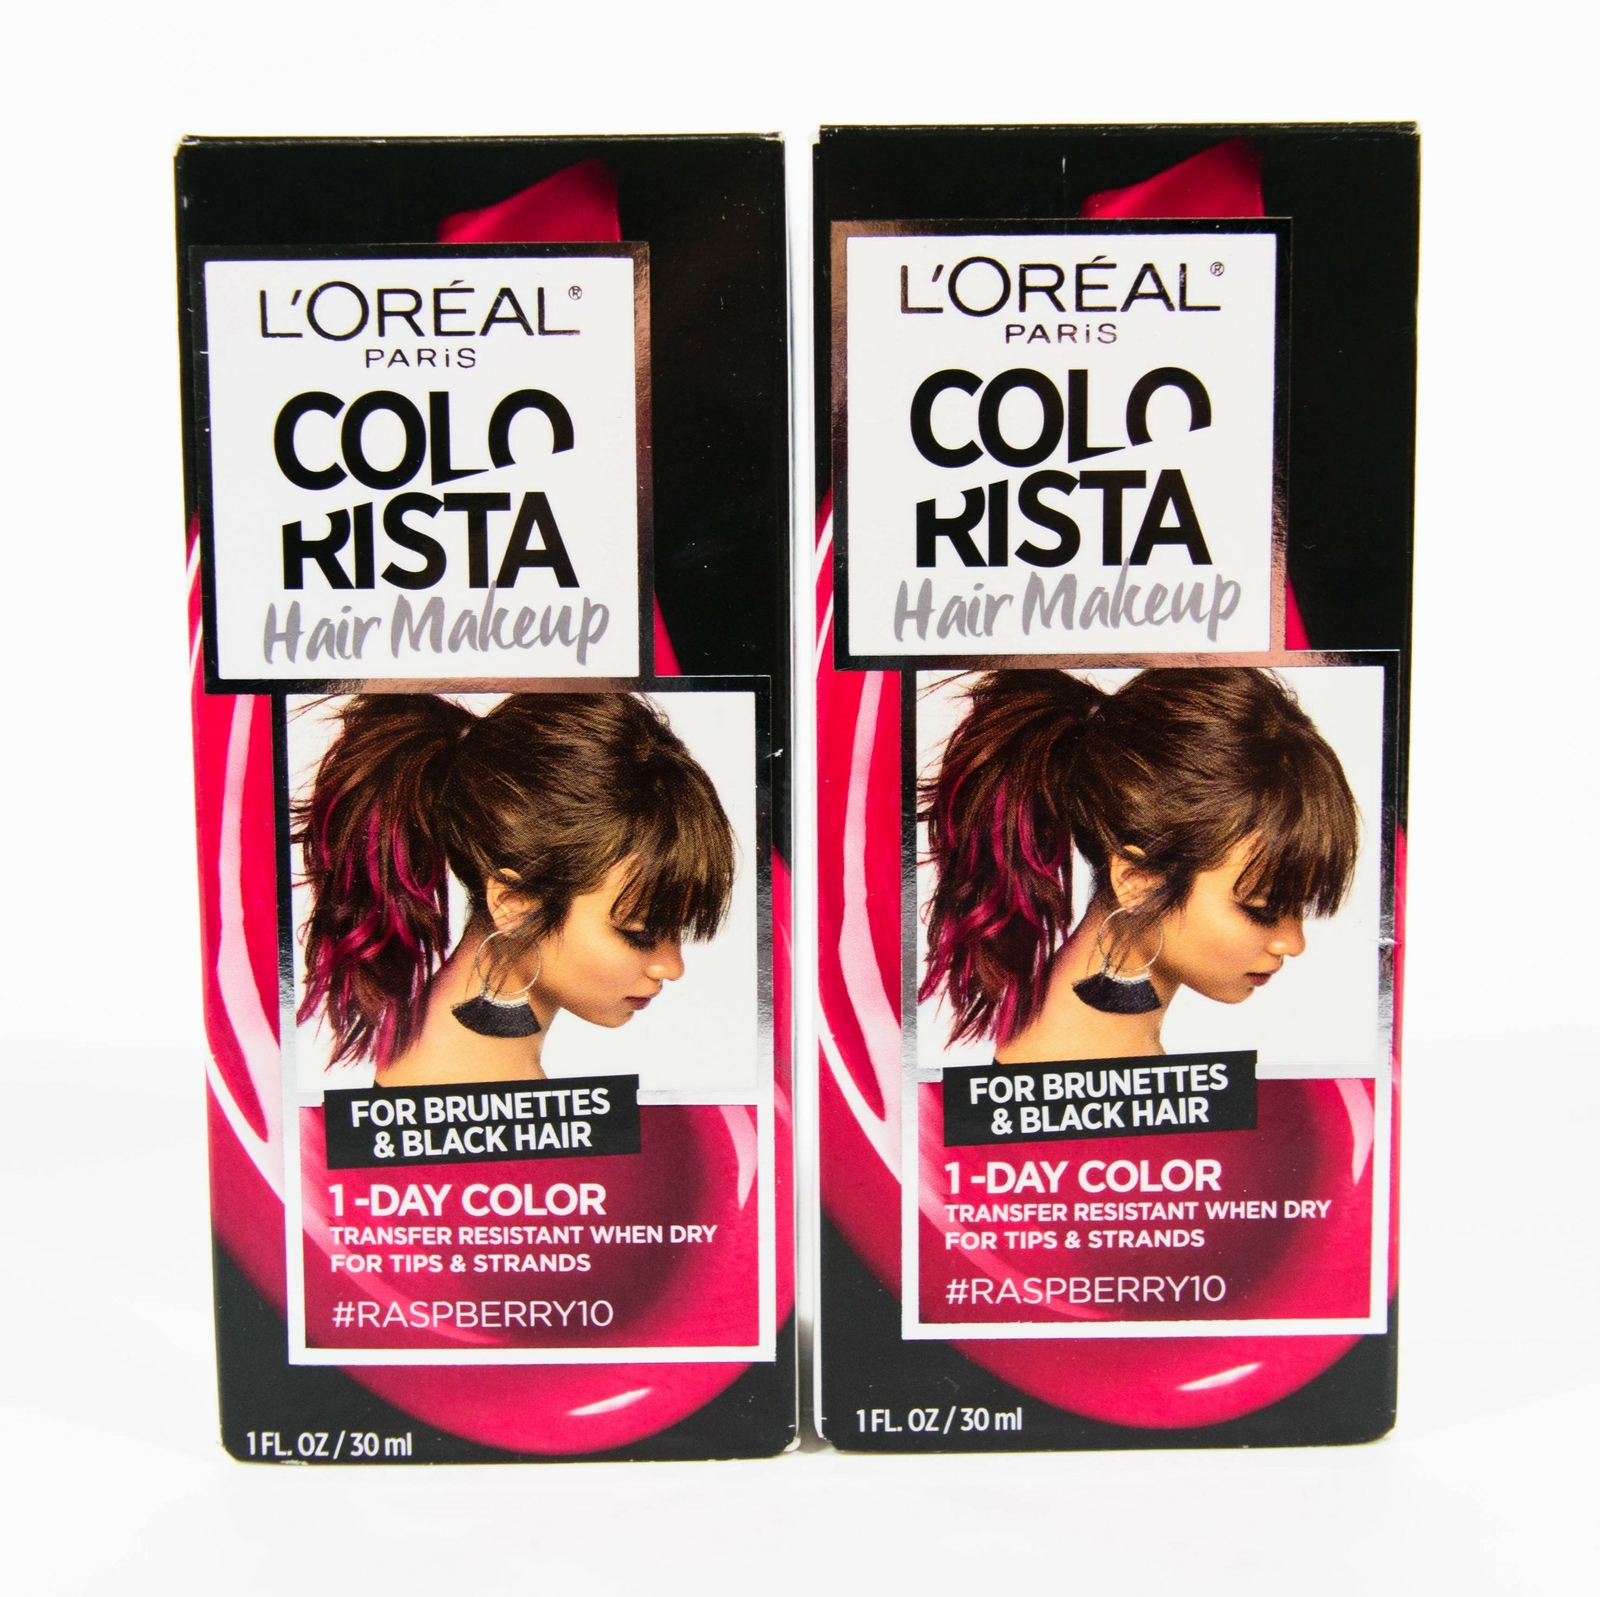 L'ORÉAL®
PARiS
COLO
RISTA
Hair Makeup
FOR BRUNETTES
& BLACK HAIR
1-DAY COLOR
TRANSFER RESISTANT WHEN DRY
FOR TIPS & STRANDS
#RASPBERRY10
1 FL. OZ / 30 ml
L'ORÉAL®
PARiS
COLO
RISTA
Hair Makeup
FOR BRUNETTES
& BLACK HAIR
1-DAY COLOR
TRANSFER RESISTANT WHEN DRY
FOR TIPS & STRANDS
#RASPBERRY10
1 FL. OZ / 30 ml